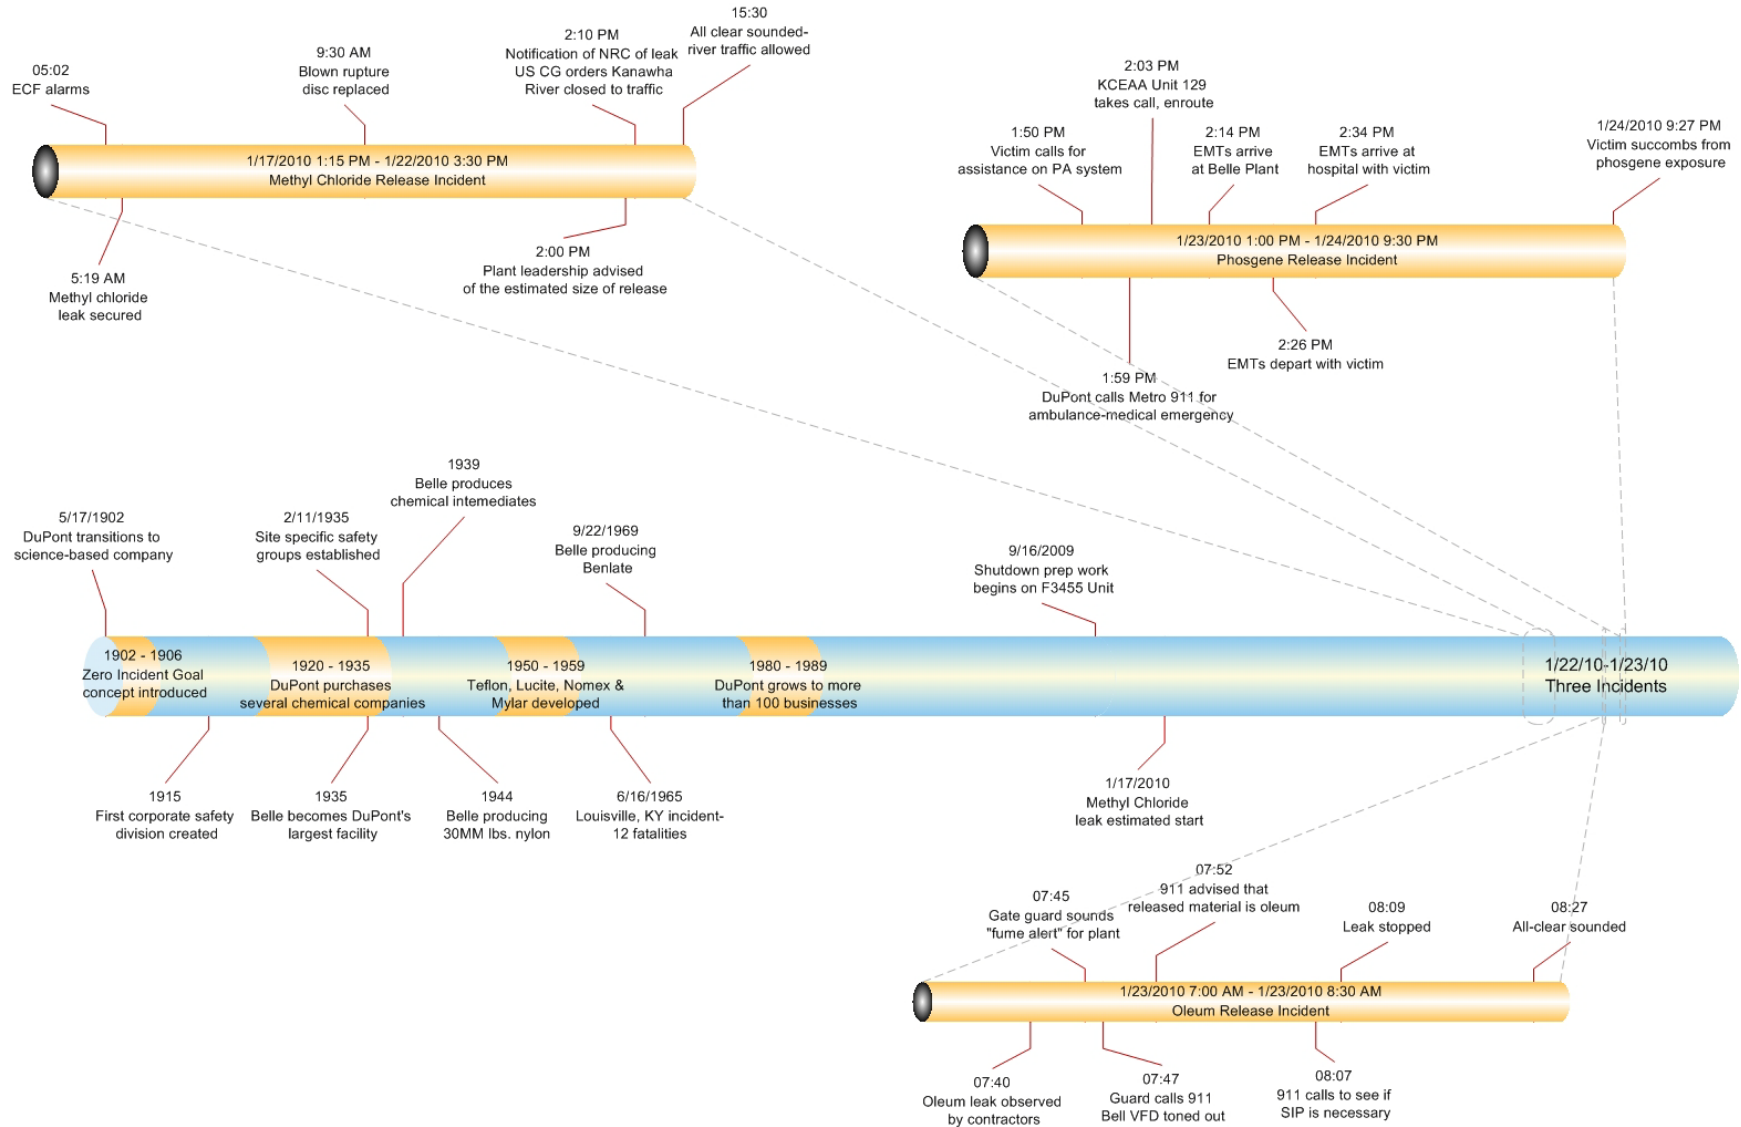 05:02
ECF alarms
9:30 AM
Blown rupture
disc replaced
2:10 PM
Notification of NRC of leak
US CG orders Kanawha
River closed to traffic
15:30
All clear sounded-
river traffic allowed
1/17/2010 1:15 PM - 1/22/2010 3:30 PM
Methyl Chloride Release Incident
5:19 AM
Methyl chloride
leak secured
2:00 PM
Plant leadership advised
of the estimated size of release
1:50 PM
Victim calls for
assistance on PA system
2:03 PM
KCEAA Unit 129
takes call, enroute
2:14 PM
EMTs arrive
at Belle Plant
2:34 PM
EMTs arrive at
hospital with victim
1/24/2010 9:27 PM
Victim succombs from
phosgene exposure
1/23/2010 1:00 PM - 1/24/2010 9:30 PM
Phosgene Release Incident
1:59 PM
DuPont calls Metro 911 for
ambulance-medical emergency
2:26 PM
EMTs depart with victim
5/17/1902
DuPont transitions to
science-based company
2/11/1935
Site specific safety
groups established
1939
Belle produces
chemical intemediates
9/22/1969
Belle producing
Benlate
9/16/2009
Shutdown prep work
begins on F3455 Unit
1902 - 1906
Zero Incident Goal
concept introduced
1920 - 1935
DuPont purchases
several chemical companies
1950 - 1959
Teflon, Lucite, Nomex &
Mylar developed
1980 - 1989
DuPont grows to more
than 100 businesses
1/22/10-1/23/10
Three Incidents
1915
First corporate safety
division created
1935
Belle becomes DuPont's
largest facility
1944
Belle producing
30MM lbs. nylon
6/16/1965
Louisville, KY incident-
12 fatalities
1/17/2010
Methyl Chloride
leak estimated start
07:45
Gate guard sounds
"fume alert" for plant
07:52
911 advised that
released material is oleum
08:09
Leak stopped
08:27
All-clear sounded
1/23/2010 7:00 AM - 1/23/2010 8:30 AM
Oleum Release Incident
07:40
Oleum leak observed
by contractors
07:47
Guard calls 911
Bell VFD toned out
08:07
911 calls to see if
SIP is necessary